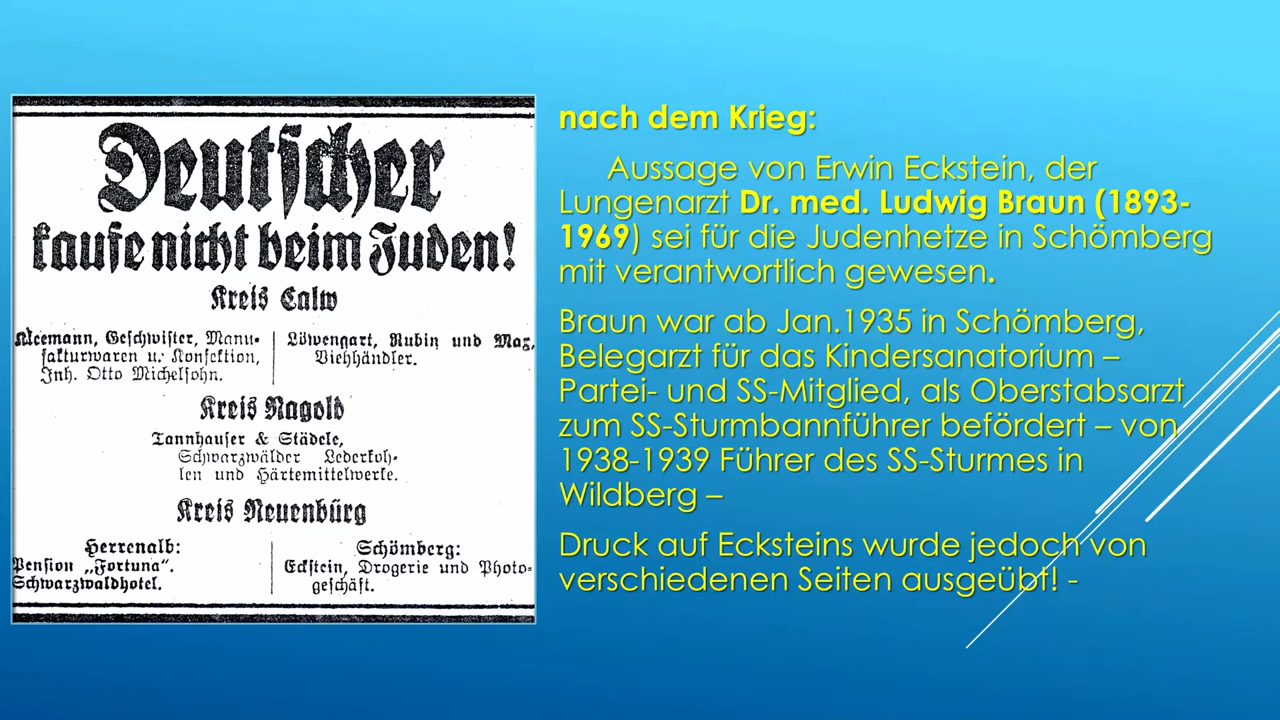 Deutscher
kaufe nicht beim Juden!
Kreis Calw
Nicemann, Geschwister, Manu-
fakturwaren u. Konfektion,
Inh. Otto Michelsohn.
Löwengart, Rubin und Max,
Viehhändler.
Kreis Nagold
Tannhauser & Städele,
Schwarzwälder Lederkoh-
len und Härtemittelwerke.
Kreis Neuenbürg
Herrenalb:
Pension „Fortuna".
Schwarzwaldhotel.
Schömberg:
Eckstein, Drogerie und Photo-
geschäft.
nach dem Krieg:
Aussage von Erwin Eckstein, der
Lungenarzt Dr. med. Ludwig Braun (1893-
1969) sei für die Judenhetze in Schömberg
mit verantwortlich gewesen.
Braun war ab Jan.1935 in Schömberg,
Belegarzt für das Kindersanatorium –
Partei- und SS-Mitglied, als Oberstabsarzt
zum SS-Sturmbannführer befördert – von
1938-1939 Führer des SS-Sturmes in
Wildberg –
Druck auf Ecksteins wurde jedoch von
verschiedenen Seiten ausgeübt! -